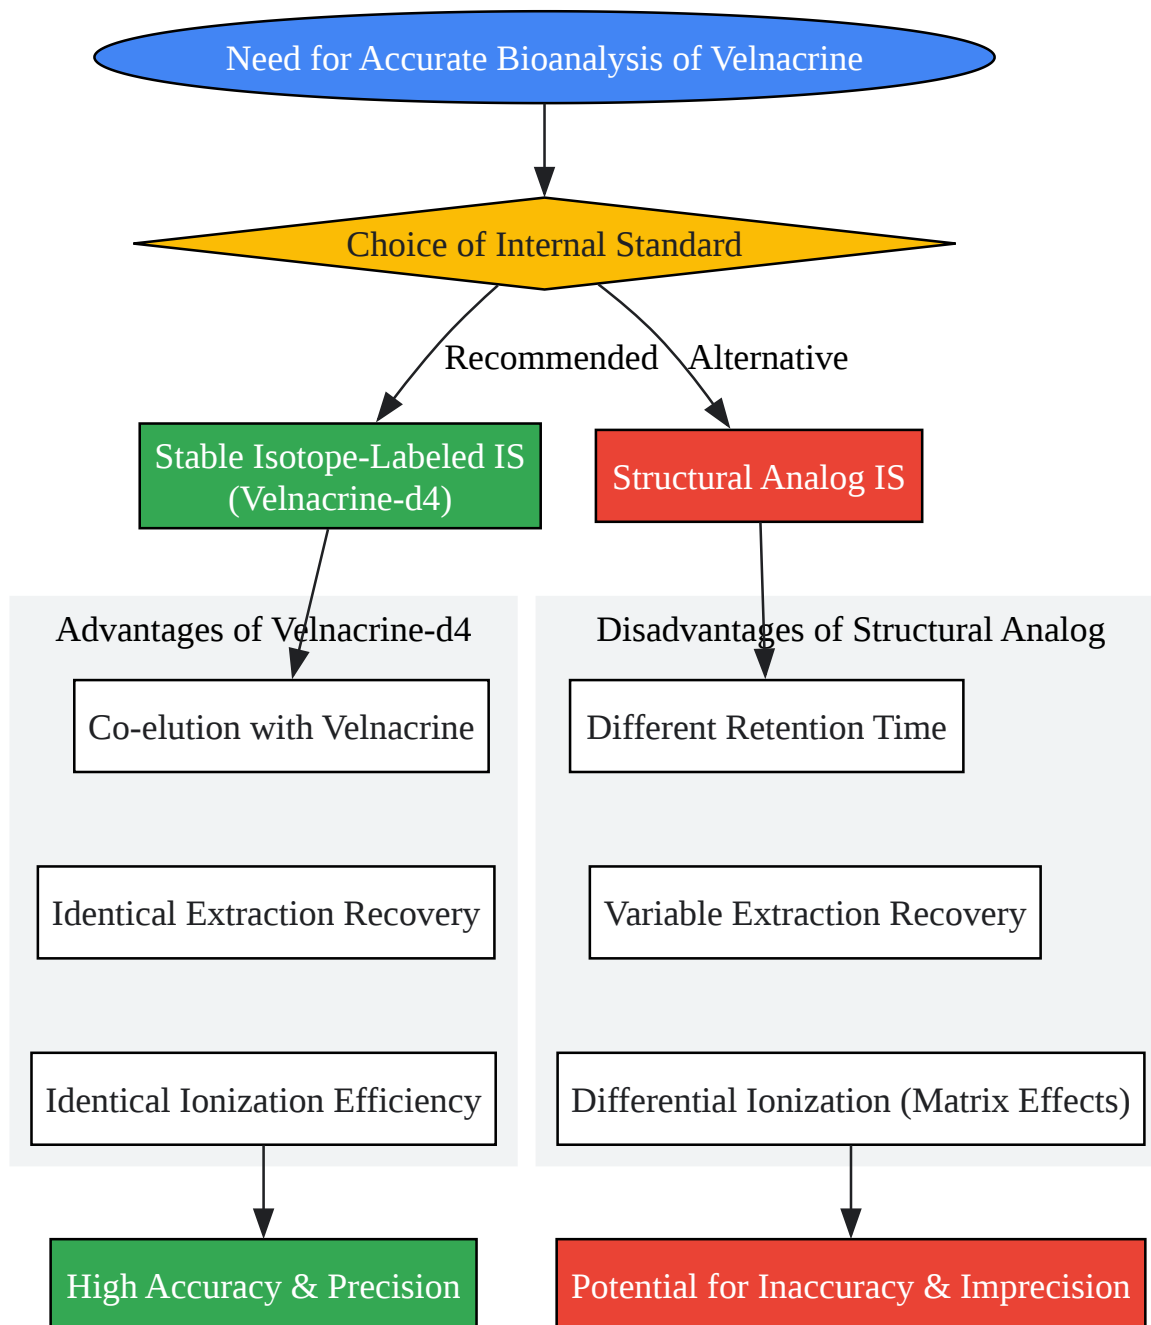 Need for Accurate Bioanalysis of Velnacrine
Choice of Internal Standard
Recommended
Alternative
Stable Isotope-Labeled IS
(Velnacrine-d4)
Structural Analog IS
Advantages of Velnacrine-d4
Disadvantages of Structural Analog
Co-elution with Velnacrine
Different Retention Time
Identical Extraction Recovery
Variable Extraction Recovery
Identical Ionization Efficiency
Differential Ionization (Matrix Effects)
High Accuracy & Precision
Potential for Inaccuracy & Imprecision